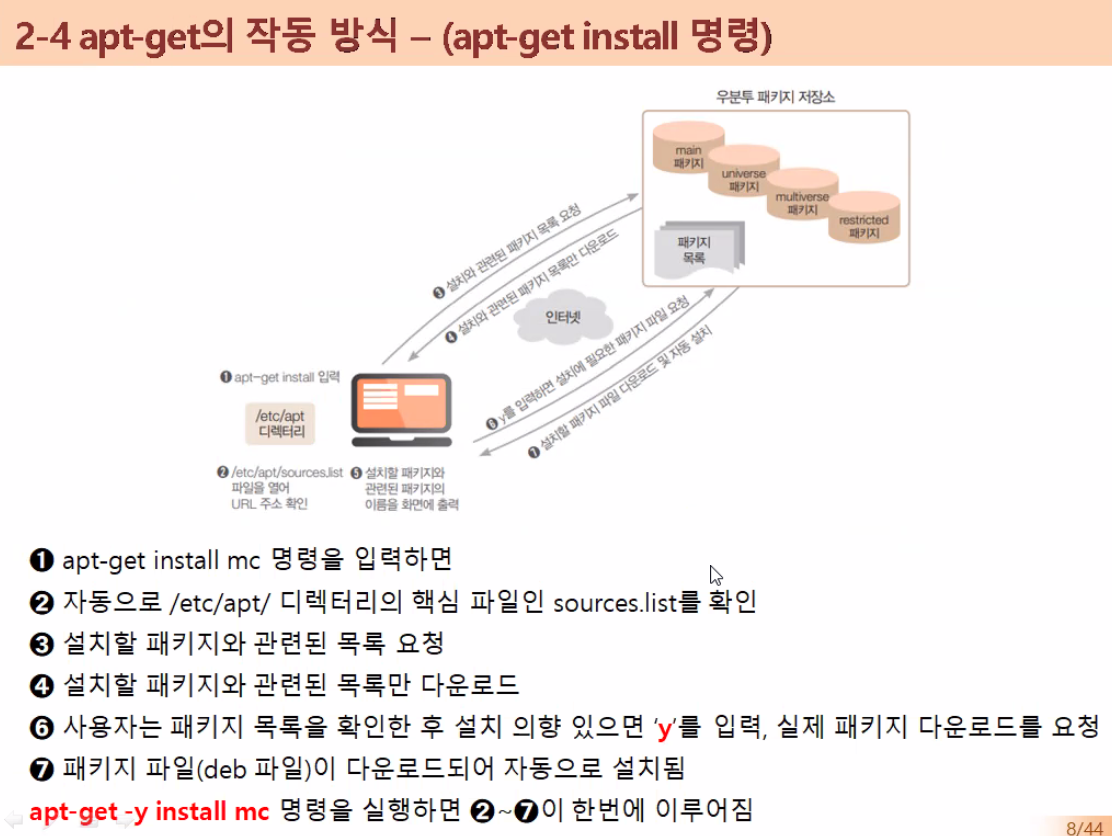 2-4 apt-get의 작동 방식 – (apt-get install 명령)
우분투 패키지 저장소
main
패키지
universe
패키지
multiverse
패키지
restricted
패키지
패키지
목록
❸ 설치와 관련된 패키지 목록 요청
❹ 설치와 관련된 패키지 목록만 다운로드
인터넷
❻ y를 입력하면 설치에 필요한 패키지 파일 요청
❼ 설치할 패키지 파일 다운로드 및 자동 설치
❶ apt-get install 입력
/etc/apt
디렉터리
❷ /etc/apt/sources.list
파일을 열어
URL 주소 확인
❺ 설치할 패키지와
관련된 패키지의
이름을 화면에 출력
❶ apt-get install mc 명령을 입력하면
❷ 자동으로 /etc/apt/ 디렉터리의 핵심 파일인 sources.list를 확인
❸ 설치할 패키지와 관련된 목록 요청
❹ 설치할 패키지와 관련된 목록만 다운로드
❻ 사용자는 패키지 목록을 확인한 후 설치 의향 있으면 ‘y’를 입력, 실제 패키지 다운로드를 요청
❼ 패키지 파일(deb 파일)이 다운로드되어 자동으로 설치됨
apt-get -y install mc 명령을 실행하면 ❷~❼이 한번에 이루어짐
8/44